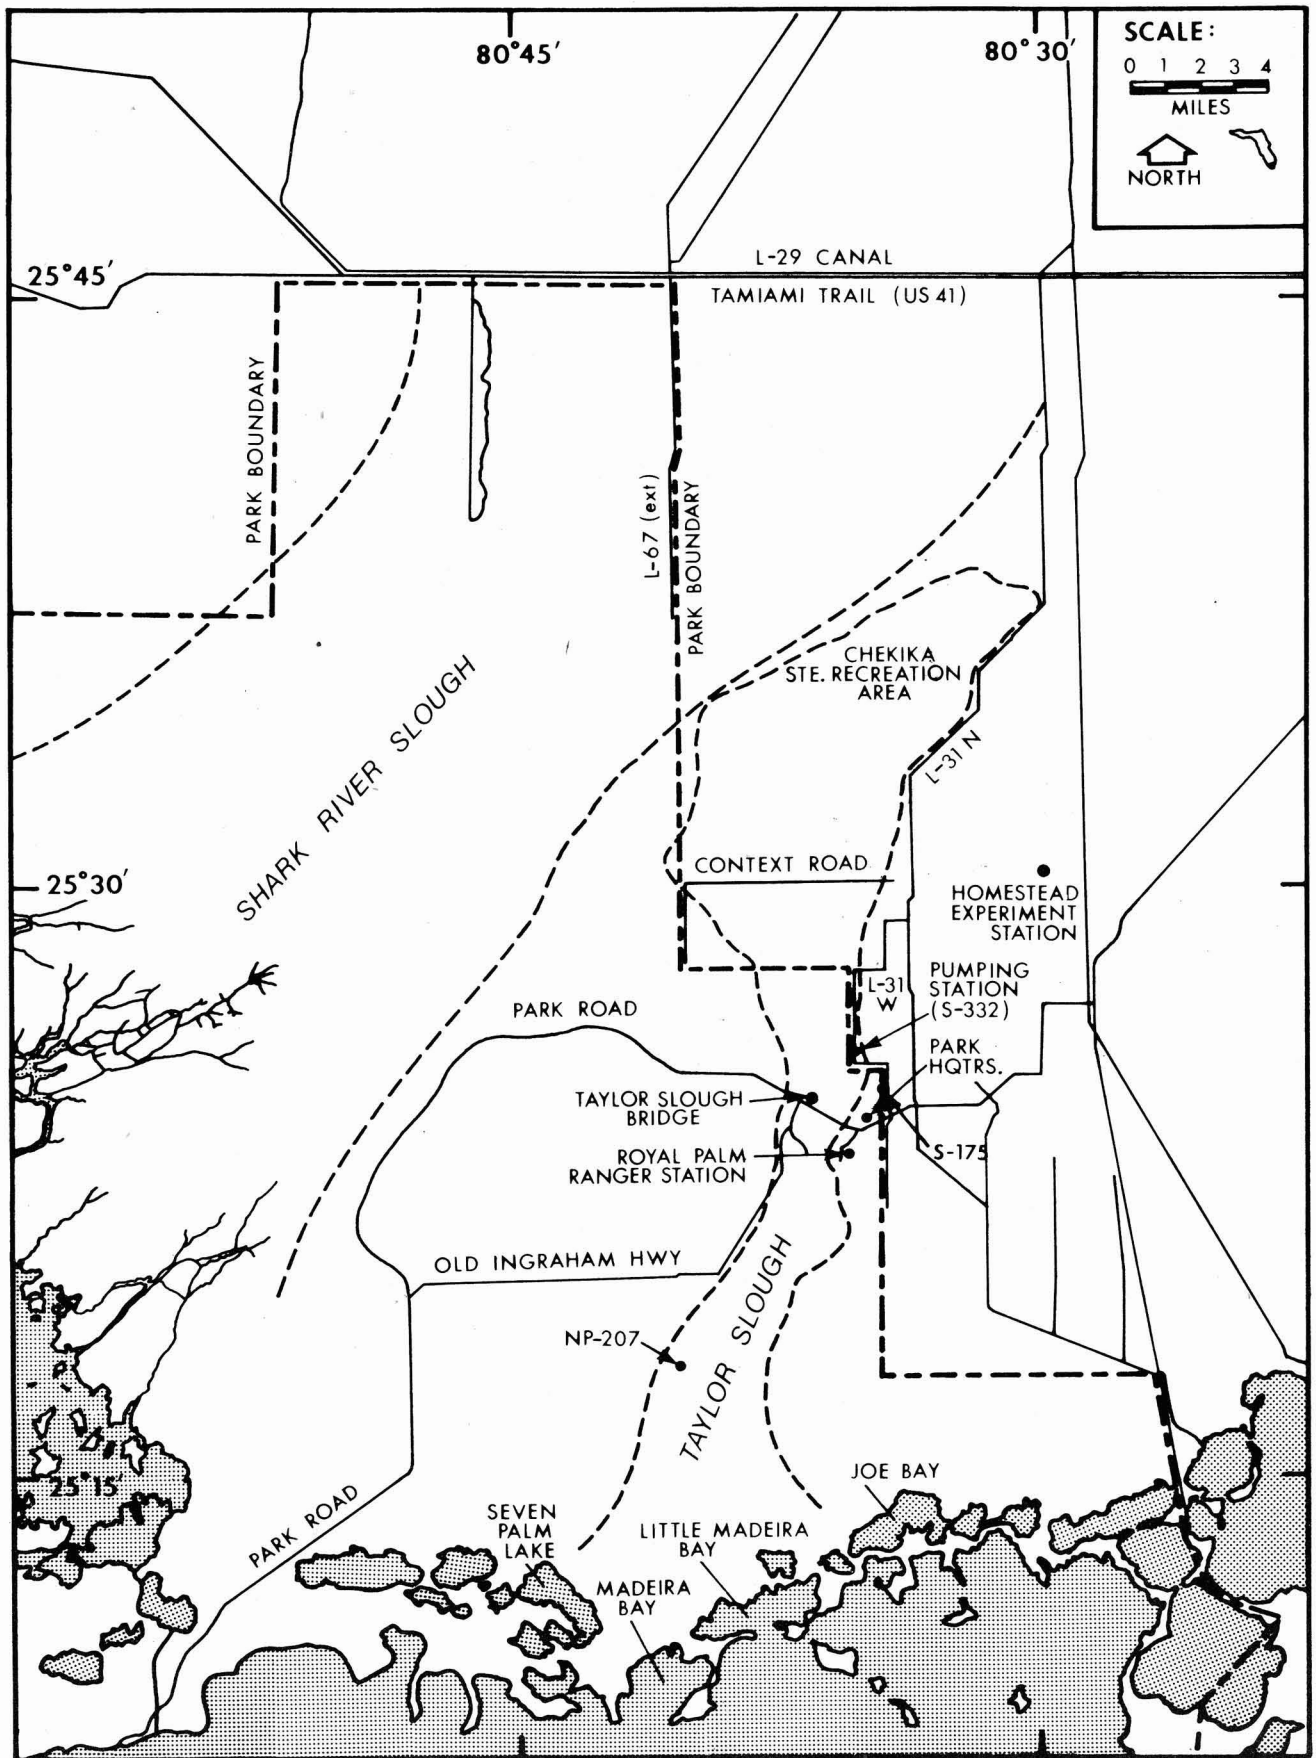 80°45′
80°30′
SCALE:
0 1 2 3 4
MILES
NORTH
25°45′
L-29 CANAL
TAMIAMI TRAIL (US 41)
PARK BOUNDARY
L-67 (ext)
PARK BOUNDARY
CHEKIKA
STE. RECREATION
AREA
SHARK RIVER SLOUGH
L-31 N
CONTEXT ROAD
25°30′
HOMESTEAD
EXPERIMENT
STATION
L-31
W
PUMPING
STATION
(S-332)
PARK ROAD
PARK
HQTRS.
TAYLOR SLOUGH
BRIDGE
S-175
ROYAL PALM
RANGER STATION
OLD INGRAHAM HWY
TAYLOR SLOUGH
NP-207
25°15′
PARK ROAD
JOE BAY
SEVEN
PALM
LAKE
LITTLE MADEIRA
BAY
MADEIRA
BAY